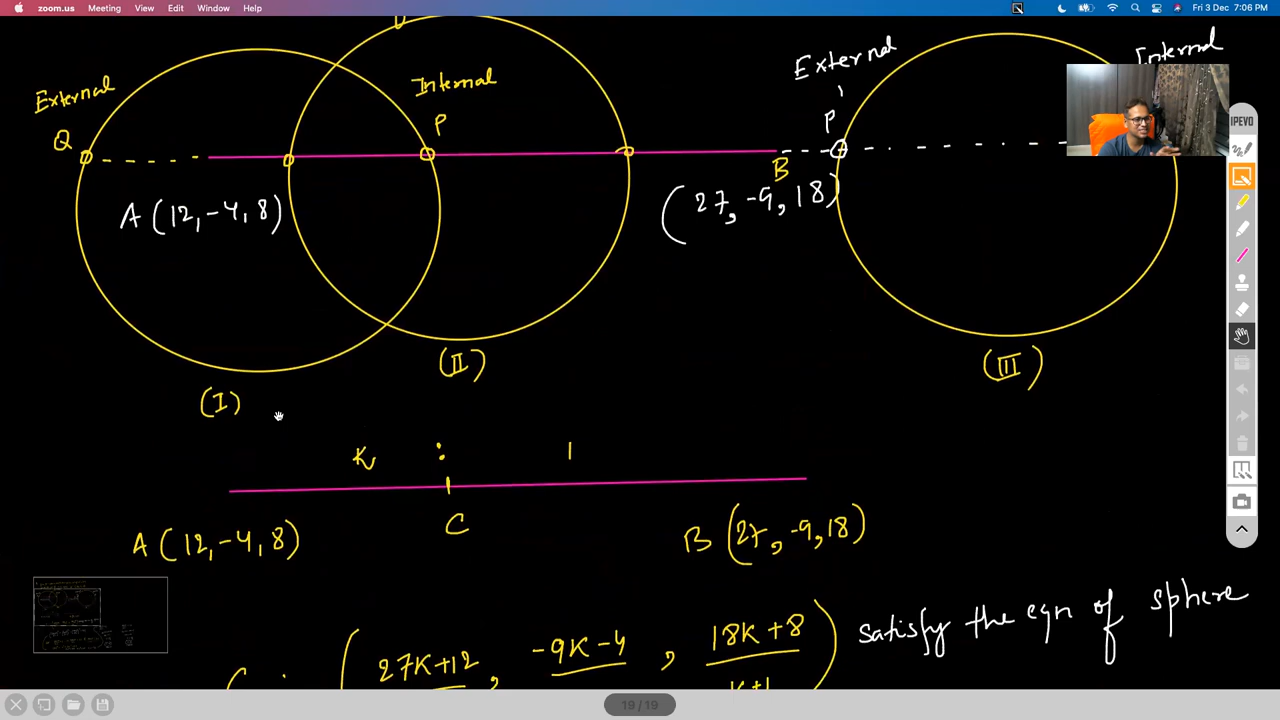 zoom.us Meeting View Edit Window Help Fri 3 Dec 7:06 PM
External Internal External Internal
Q P P
IPEVO
A (12, -4, 8) B (27, -9, 18)
(I) (II) (III)
K : 1
C
A (12, -4, 8) B (27, -9, 18)
27K+12 , -9K-4 , 18K+8 satisfy the eqn of sphere
K+1
19 / 19